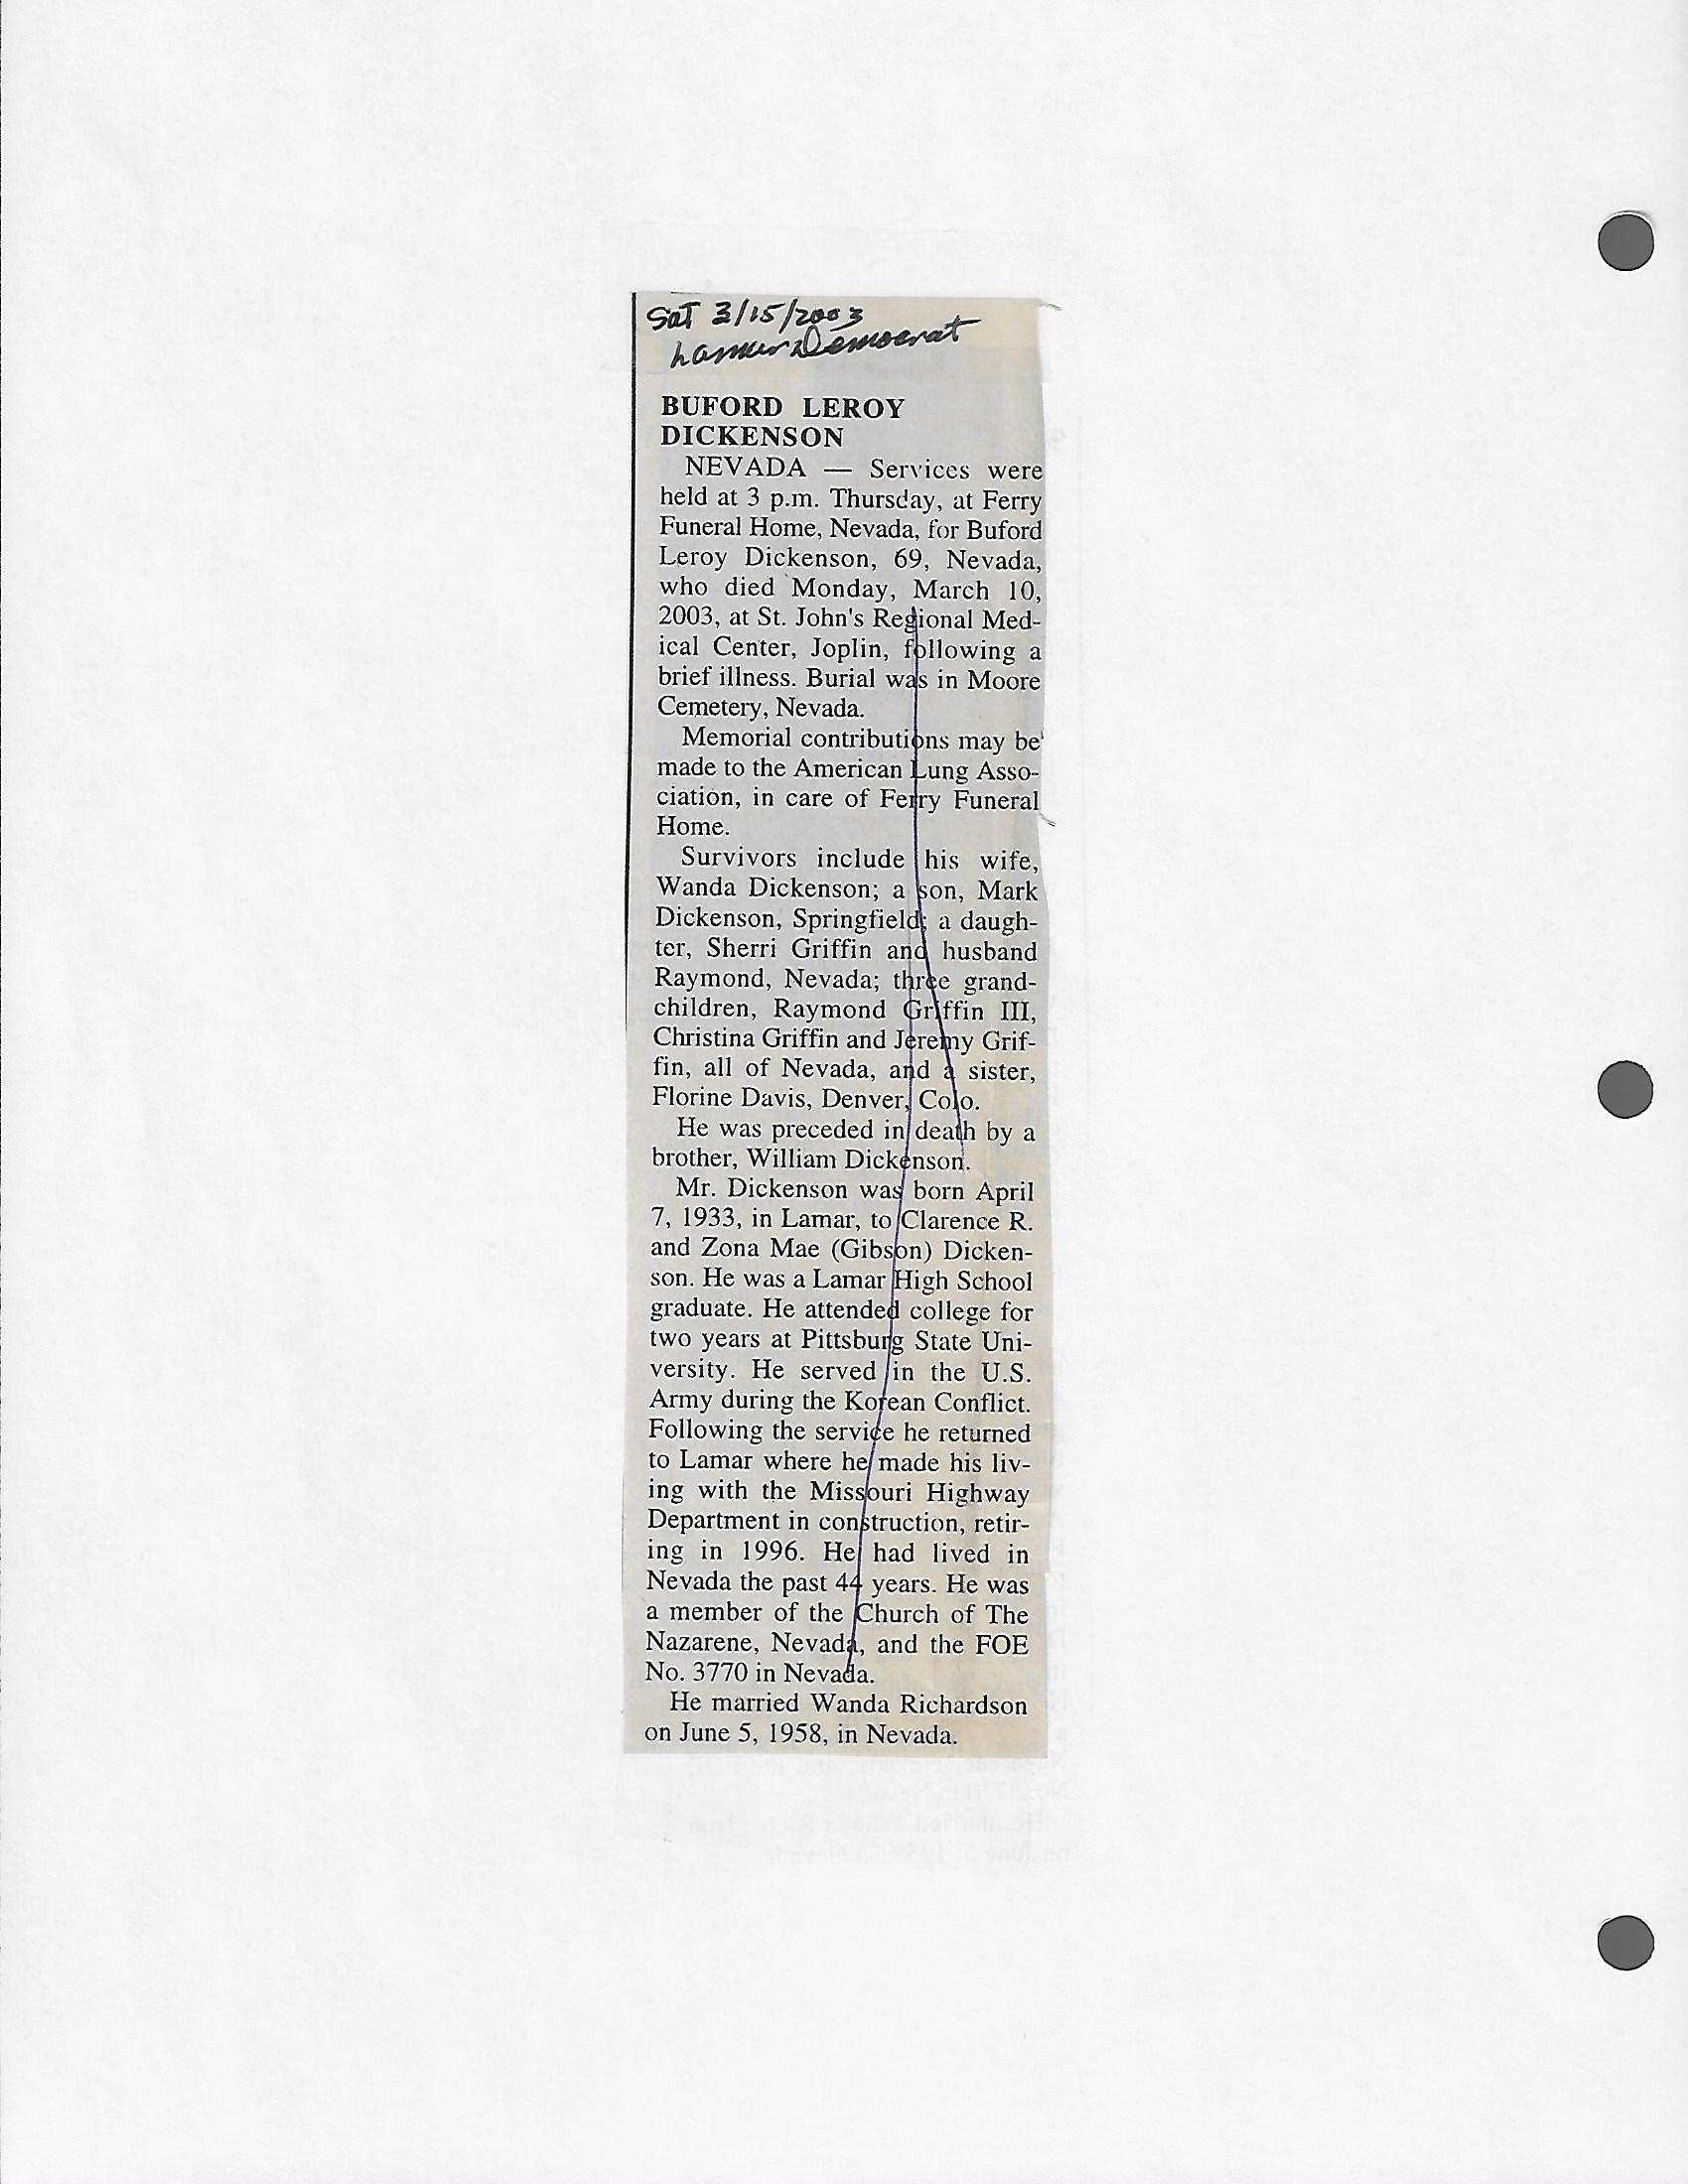 Sat 3/15/2003
Lamar Democrat
BUFORD LEROY
DICKENSON
NEVADA — Services were
held at 3 p.m. Thursday, at Ferry
Funeral Home, Nevada, for Buford
Leroy Dickenson, 69, Nevada,
who died Monday, March 10,
2003, at St. John's Regional Med-
ical Center, Joplin, following a
brief illness. Burial was in Moore
Cemetery, Nevada.
Memorial contributions may be
made to the American Lung Asso-
ciation, in care of Ferry Funeral
Home.
Survivors include his wife,
Wanda Dickenson; a son, Mark
Dickenson, Springfield; a daugh-
ter, Sherri Griffin and husband
Raymond, Nevada; three grand-
children, Raymond Griffin III,
Christina Griffin and Jeremy Grif-
fin, all of Nevada, and a sister,
Florine Davis, Denver, Colo.
He was preceded in death by a
brother, William Dickenson.
Mr. Dickenson was born April
7, 1933, in Lamar, to Clarence R.
and Zona Mae (Gibson) Dicken-
son. He was a Lamar High School
graduate. He attended college for
two years at Pittsburg State Uni-
versity. He served in the U.S.
Army during the Korean Conflict.
Following the service he returned
to Lamar where he made his liv-
ing with the Missouri Highway
Department in construction, retir-
ing in 1996. He had lived in
Nevada the past 44 years. He was
a member of the Church of The
Nazarene, Nevada, and the FOE
No. 3770 in Nevada.
He married Wanda Richardson
on June 5, 1958, in Nevada.